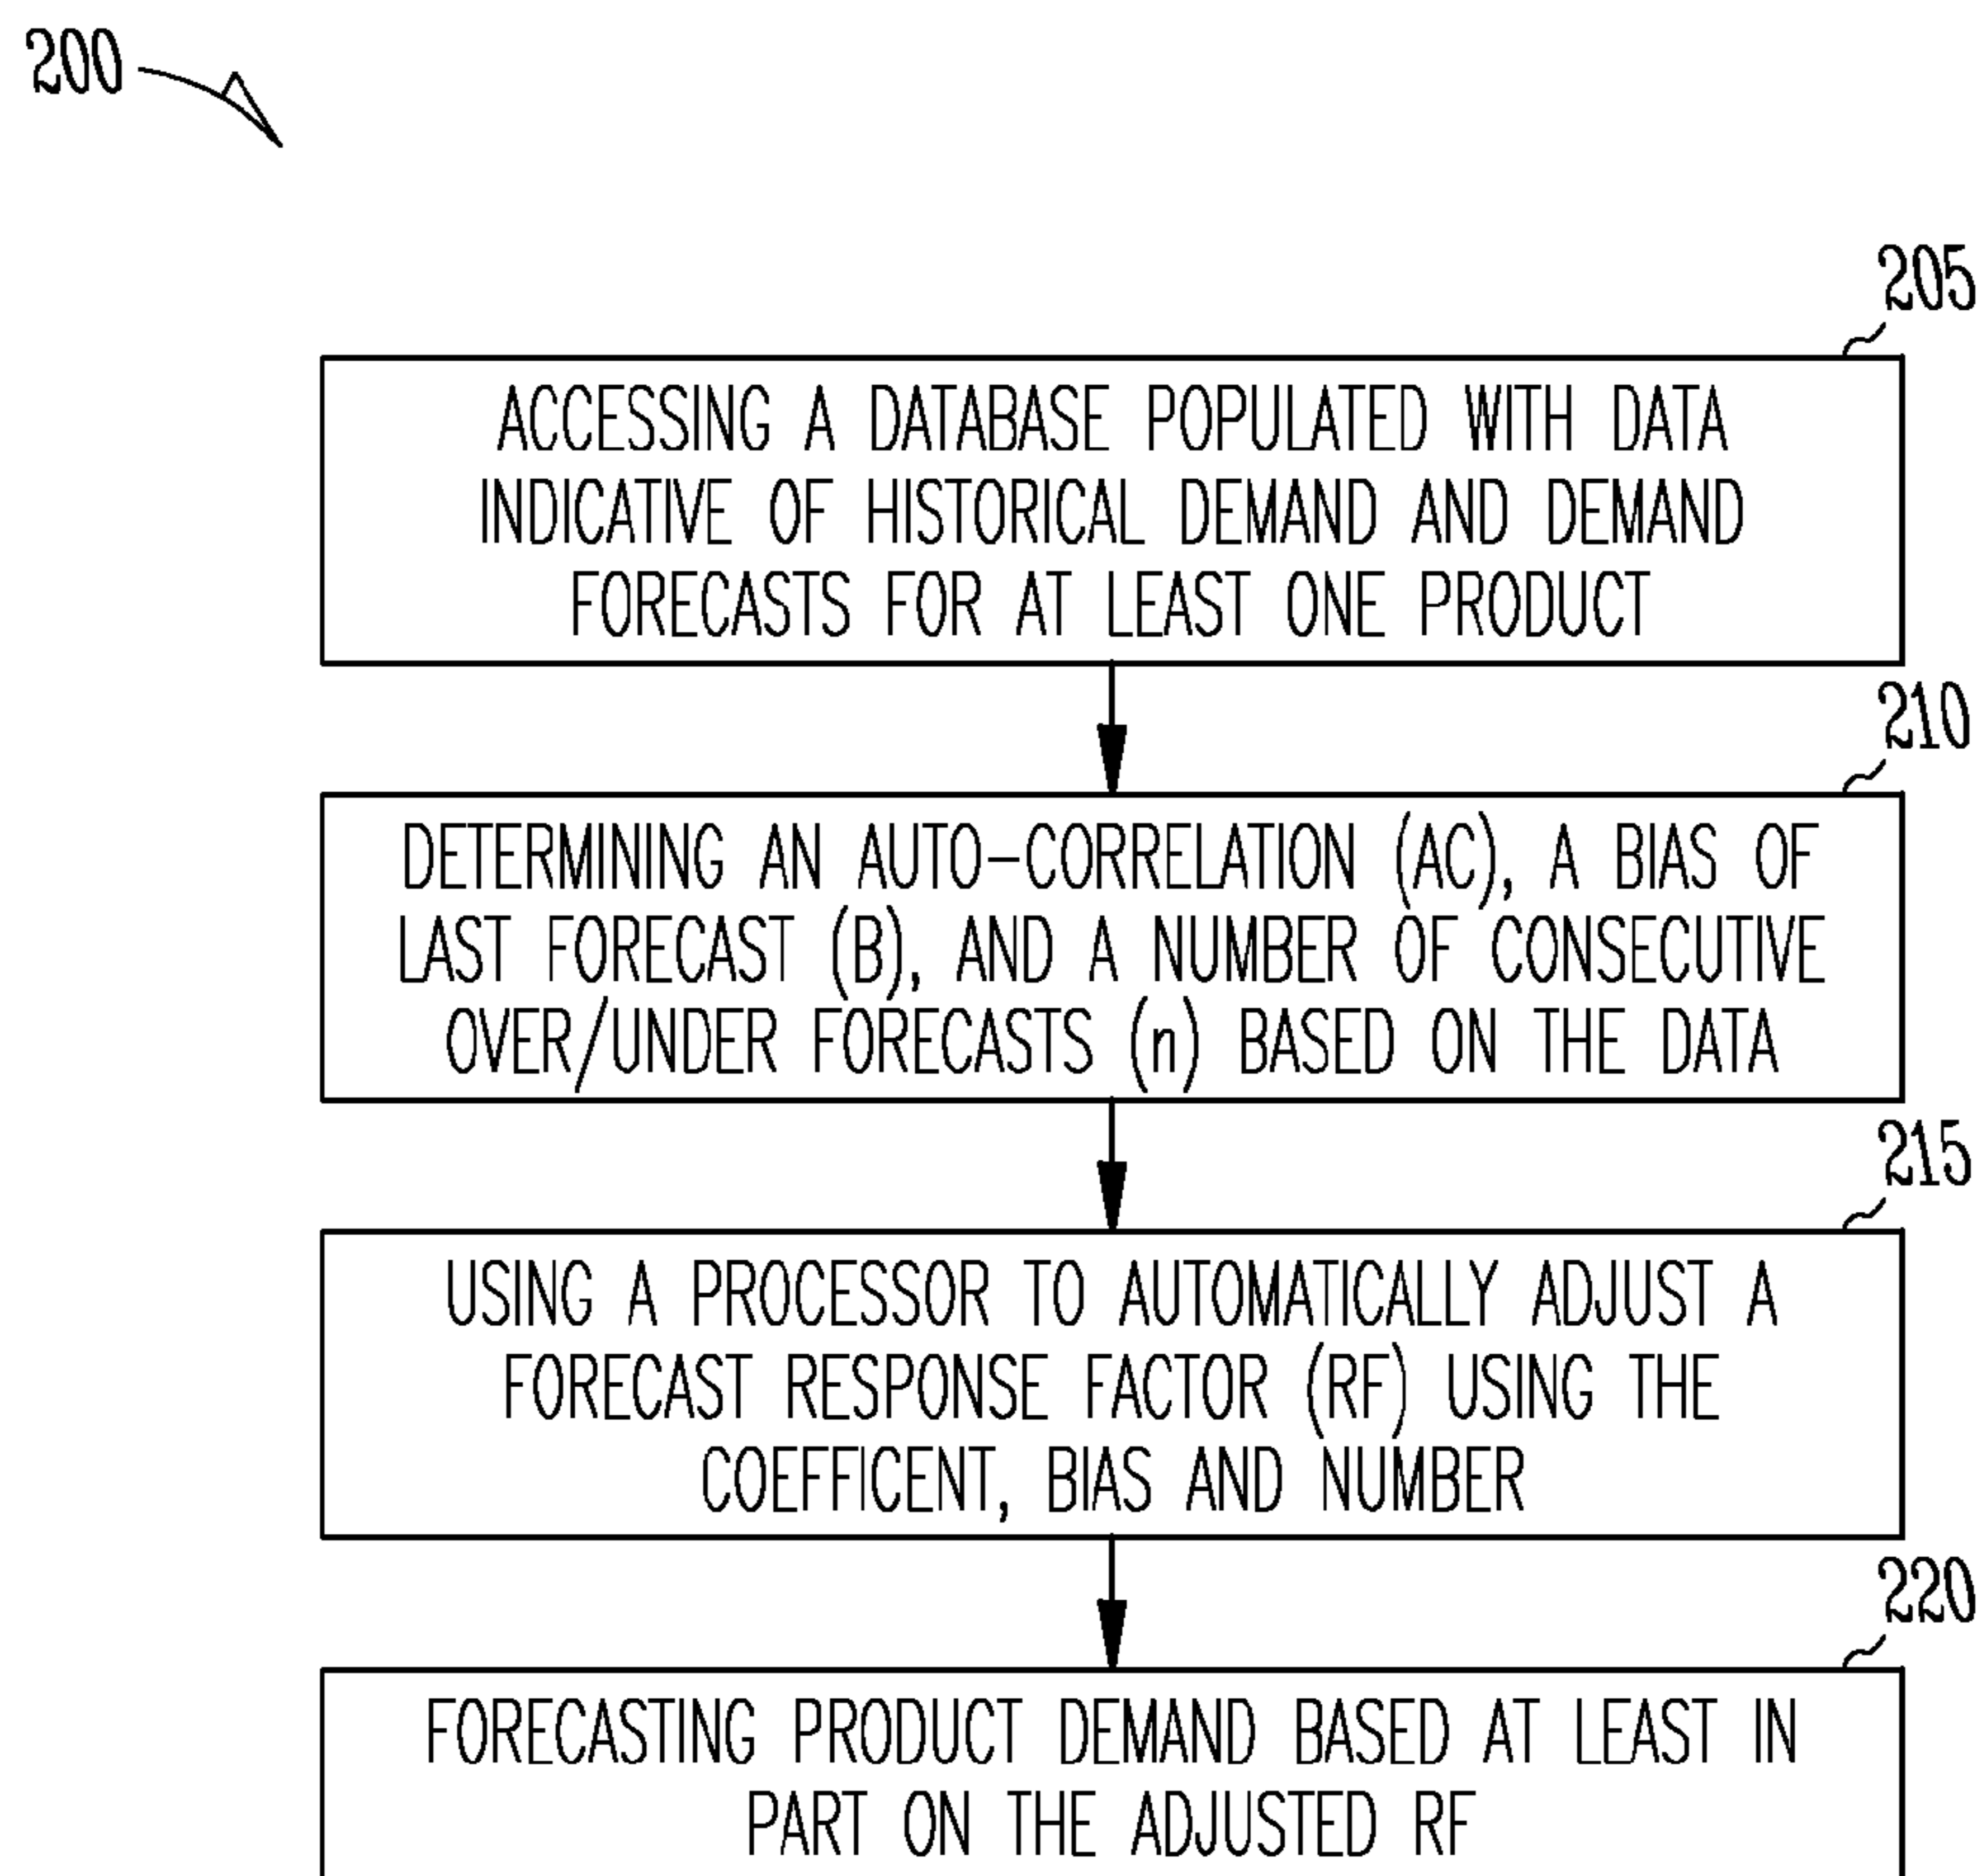 200
205
ACCESSING A DATABASE POPULATED WITH DATA
INDICATIVE OF HISTORICAL DEMAND AND DEMAND
FORECASTS FOR AT LEAST ONE PRODUCT
210
DETERMINING AN AUTO-CORRELATION (AC), A BIAS OF
LAST FORECAST (B), AND A NUMBER OF CONSECUTIVE
OVER/UNDER FORECASTS (n) BASED ON THE DATA
215
USING A PROCESSOR TO AUTOMATICALLY ADJUST A
FORECAST RESPONSE FACTOR (RF) USING THE
COEFFICENT, BIAS AND NUMBER
220
FORECASTING PRODUCT DEMAND BASED AT LEAST IN
PART ON THE ADJUSTED RF